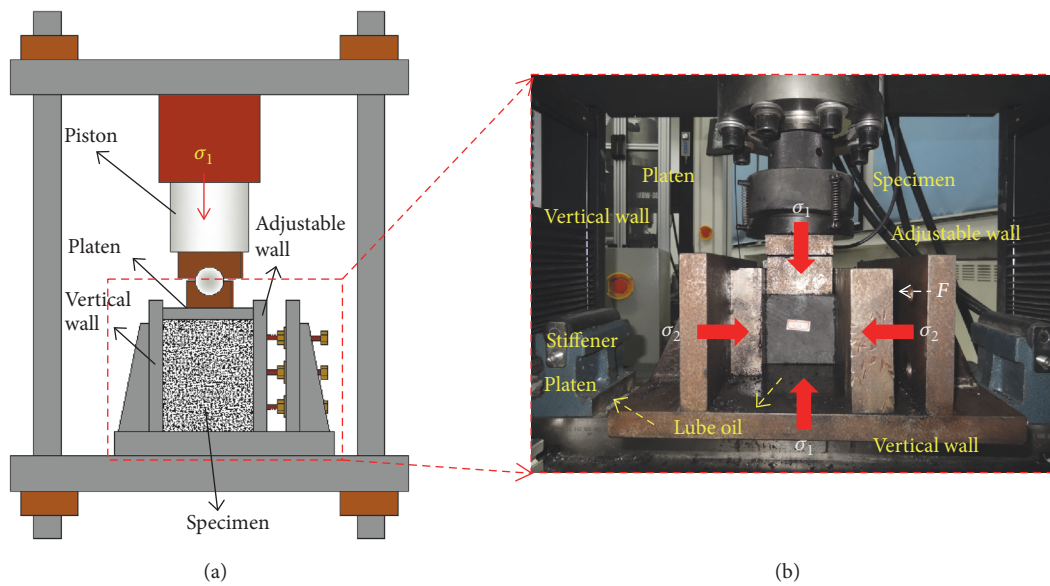 Piston
σ1
Adjustable
wall
Platen
Vertical
wall
Specimen
(a)
Platen
Specimen
σ1
Vertical wall
Adjustable wall
F
σ2
σ2
Stiffener
Platen
Lube oil
σ1
Vertical wall
(b)